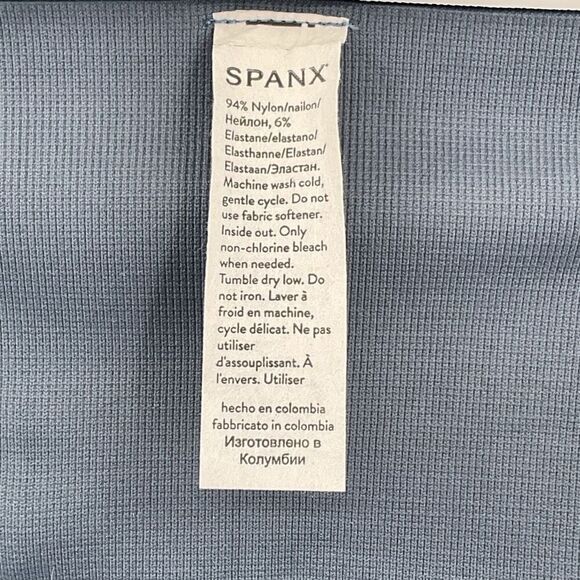 SPANX
94% Nylon/nailon/
Нейлон, 6%
Elastane/elastano/
Elasthanne/Elastan/
Elastaan/Эластан.
Machine wash cold,
gentle cycle. Do not
use fabric softener.
Inside out. Only
non-chlorine bleach
when needed.
Tumble dry low. Do
not iron. Laver à
froid en machine,
cycle délicat. Ne pas
utiliser
d'assouplissant. À
l'envers. Utiliser
hecho en colombia
fabbricato in colombia
Изготовлено в
Колумбии